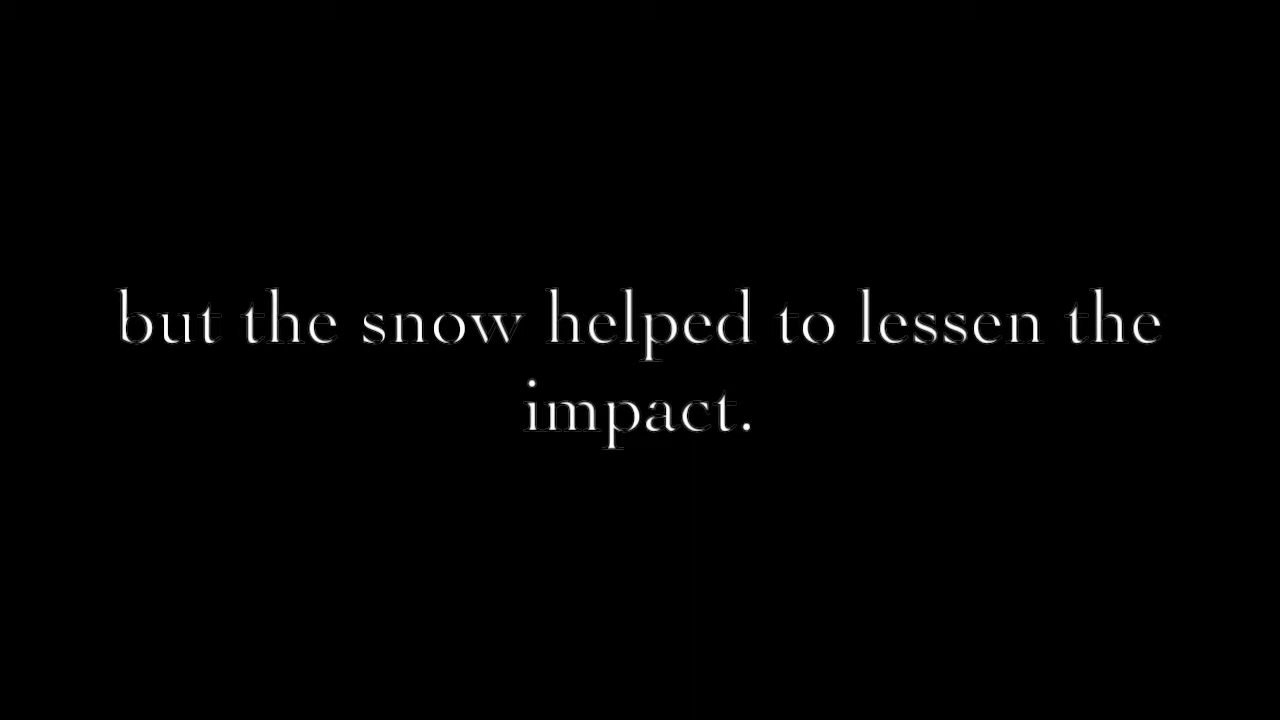 but the snow helped to lessen the
impact.